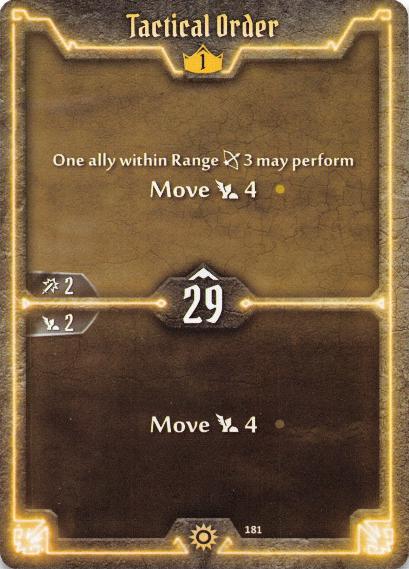 Tactical Order
1
One ally within Range 3 may perform
Move 4
2
29
2
Move 4
181